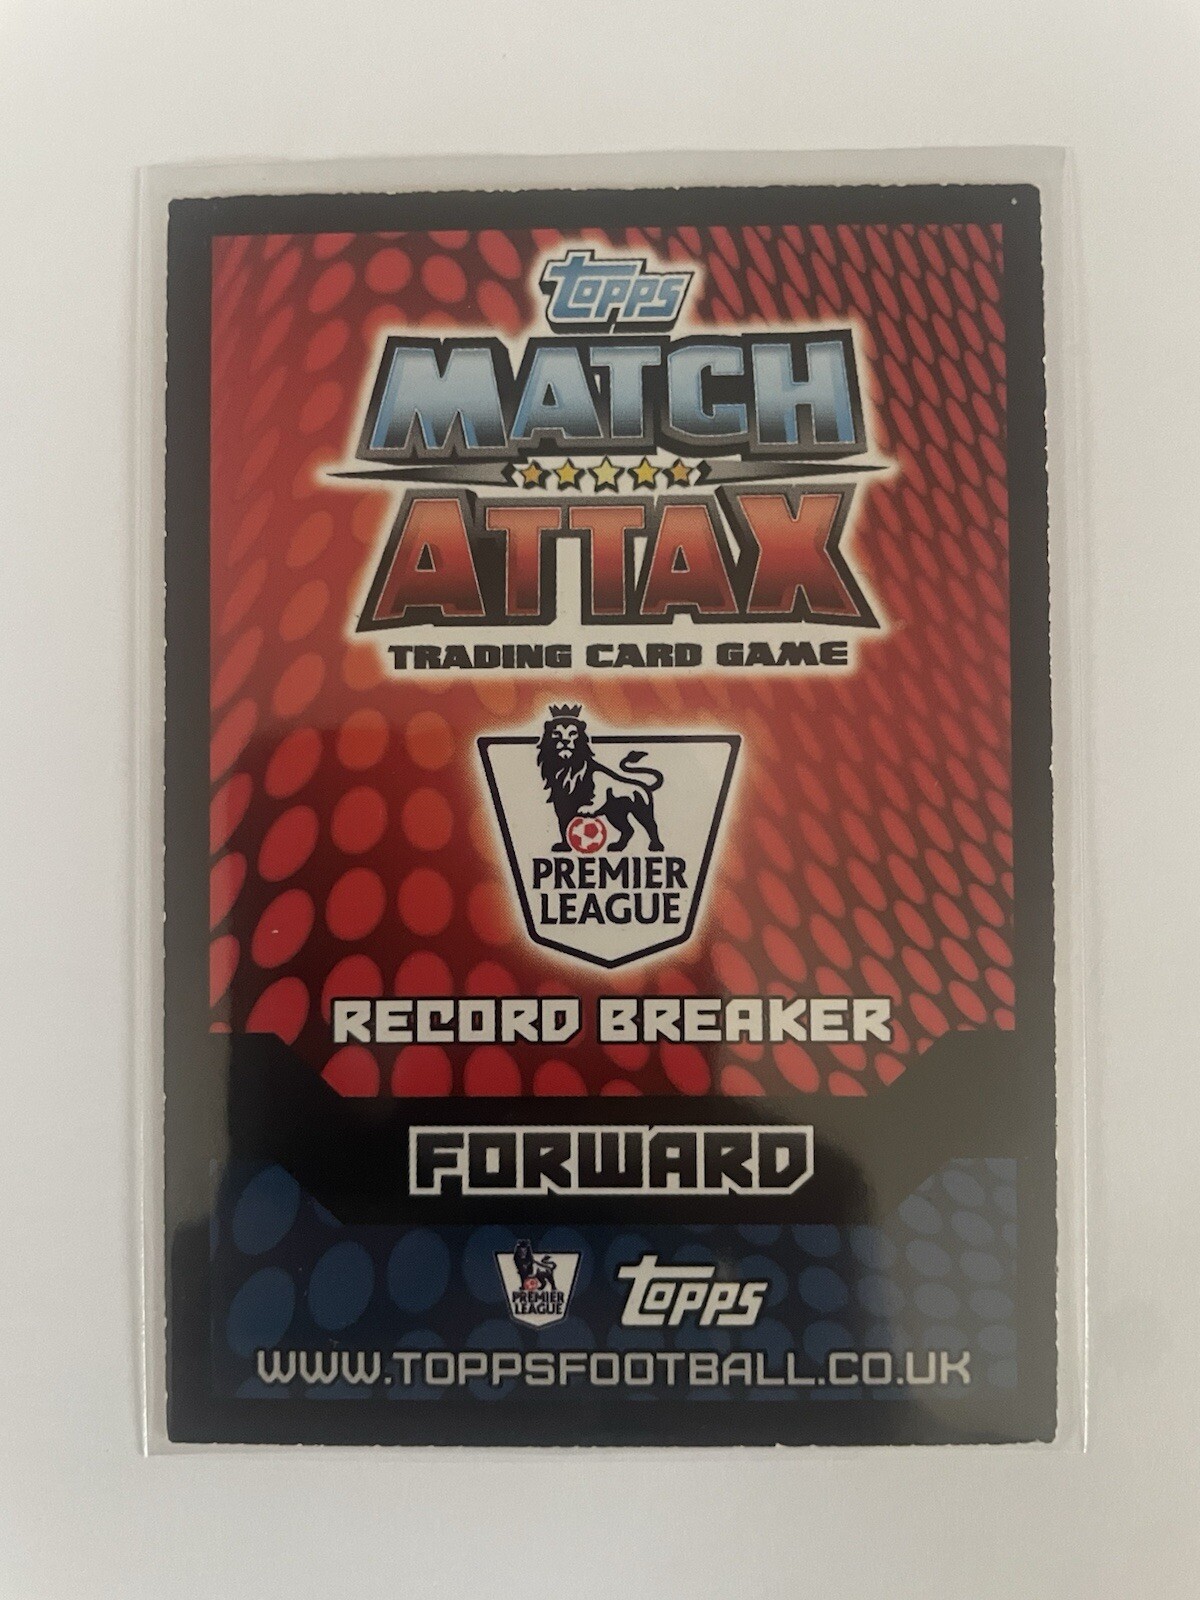 topps
MATCH
ATTAX
TRADING CARD GAME
PREMIER
LEAGUE
RECORD BREAKER
FORWARD
PREMIER
LEAGUE
topps
WWW.TOPPSFOOTBALL.CO.UK